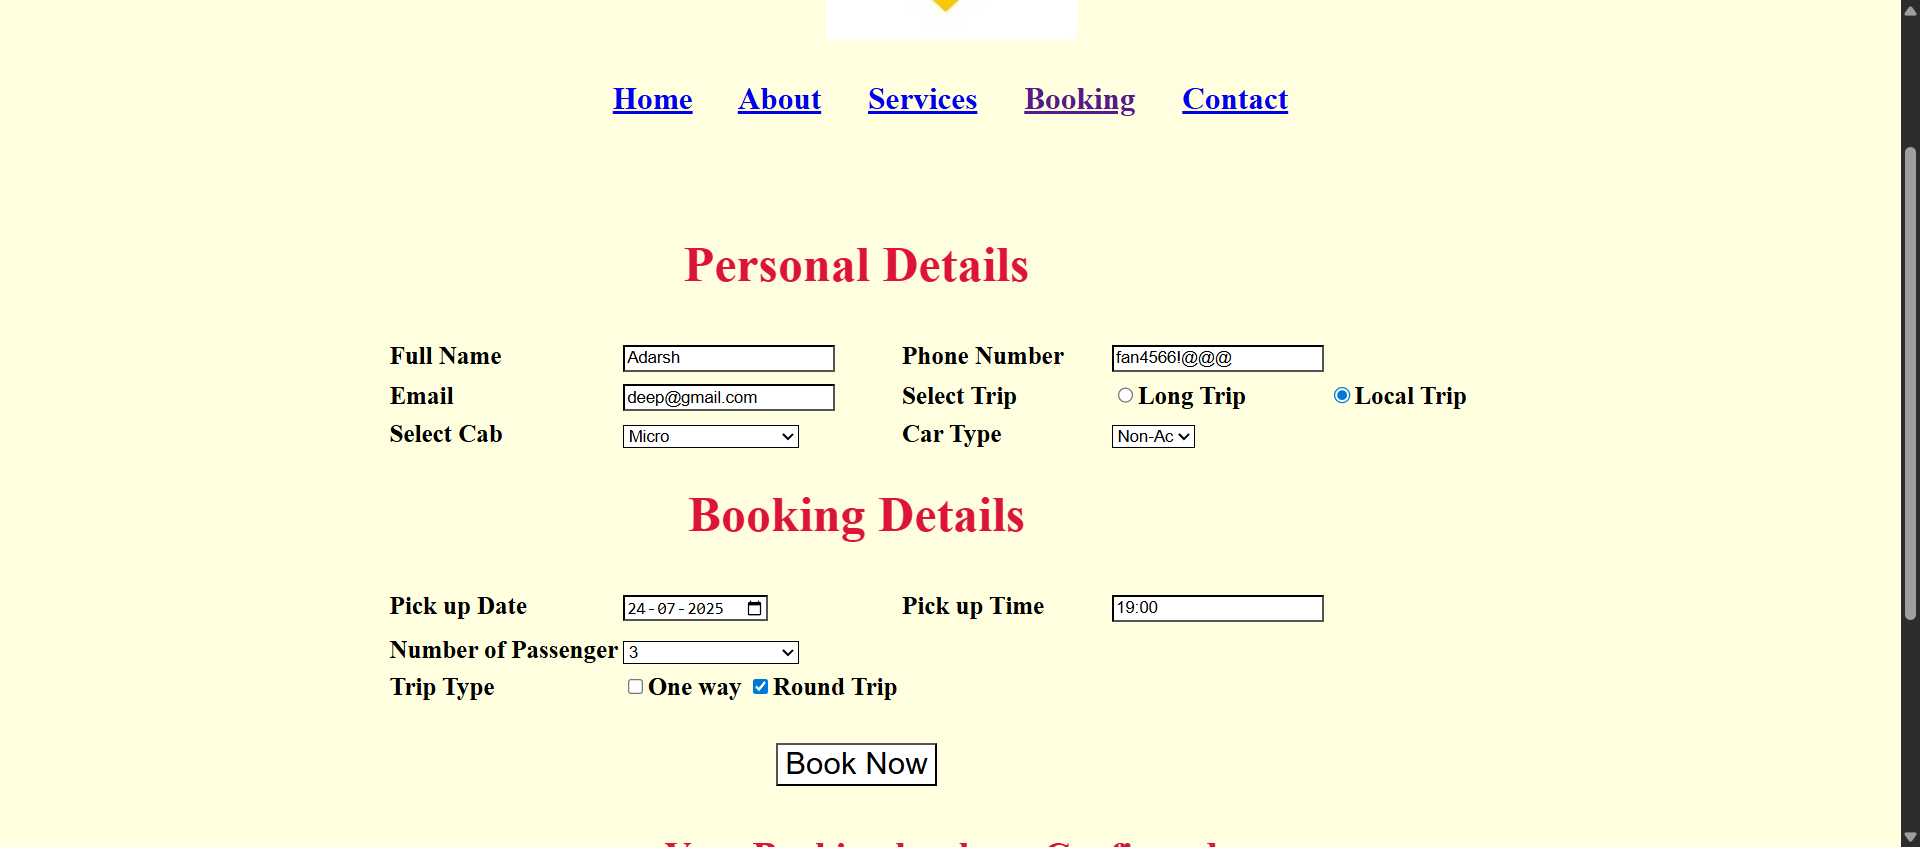 Home About Services Booking Contact
Personal Details
Full Name Adarsh Phone Number fan4566!@@@
Email deep@gmail.com Select Trip Long Trip Local Trip
Select Cab Micro Car Type Non-Ac
Booking Details
Pick up Date 24-07-2025 Pick up Time 19:00
Number of Passenger 3
Trip Type One way Round Trip
Book Now